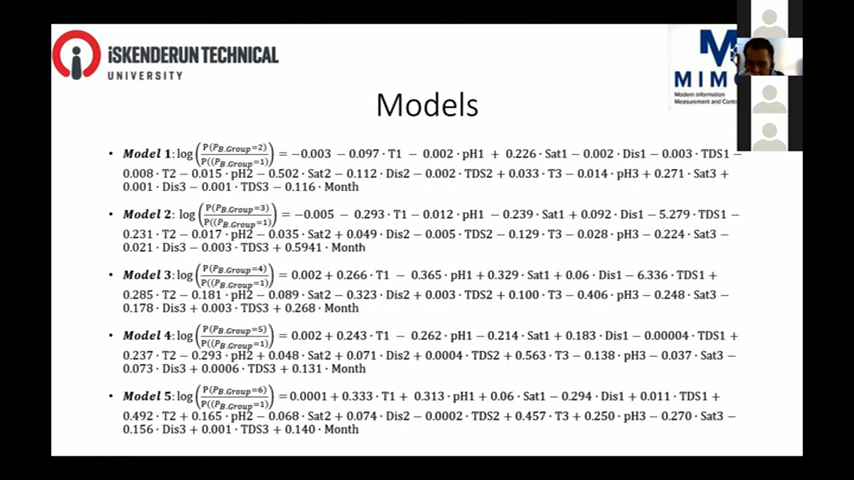 İSKENDERUN TECHNICAL
UNIVERSITY
MIM
Modern information
Measurement and Contr
Models
• Model 1: log (P(P_B.Group=2) / P((P_B.Group=1)) = −0.003 − 0.097 · T1 − 0.002 · pH1 + 0.226 · Sat1 − 0.002 · Dis1 − 0.003 · TDS1 −
0.008 · T2 − 0.015 · pH2 − 0.502 · Sat2 − 0.112 · Dis2 − 0.002 · TDS2 + 0.033 · T3 − 0.014 · pH3 + 0.271 · Sat3 +
0.001 · Dis3 − 0.001 · TDS3 − 0.116 · Month
• Model 2: log (P(P_B.Group=3) / P((P_B.Group=1)) = −0.005 − 0.293 · T1 − 0.012 · pH1 − 0.239 · Sat1 + 0.092 · Dis1 − 5.279 · TDS1 −
0.231 · T2 − 0.017 · pH2 − 0.035 · Sat2 + 0.049 · Dis2 − 0.005 · TDS2 − 0.129 · T3 − 0.028 · pH3 − 0.224 · Sat3 −
0.021 · Dis3 − 0.003 · TDS3 + 0.5941 · Month
• Model 3: log (P(P_B.Group=4) / P((P_B.Group=1)) = 0.002 + 0.266 · T1 − 0.365 · pH1 + 0.329 · Sat1 + 0.06 · Dis1 − 6.336 · TDS1 +
0.285 · T2 − 0.181 · pH2 − 0.089 · Sat2 − 0.323 · Dis2 + 0.003 · TDS2 + 0.100 · T3 − 0.406 · pH3 − 0.248 · Sat3 −
0.178 · Dis3 + 0.003 · TDS3 + 0.268 · Month
• Model 4: log (P(P_B.Group=5) / P((P_B.Group=1)) = 0.002 + 0.243 · T1 − 0.262 · pH1 − 0.214 · Sat1 + 0.183 · Dis1 − 0.00004 · TDS1 +
0.237 · T2 − 0.293 · pH2 + 0.048 · Sat2 + 0.071 · Dis2 + 0.0004 · TDS2 + 0.563 · T3 − 0.138 · pH3 − 0.037 · Sat3 −
0.073 · Dis3 + 0.0006 · TDS3 + 0.131 · Month
• Model 5: log (P(P_B.Group=6) / P((P_B.Group=1)) = 0.0001 + 0.333 · T1 + 0.313 · pH1 + 0.06 · Sat1 − 0.294 · Dis1 + 0.011 · TDS1 +
0.492 · T2 + 0.165 · pH2 − 0.068 · Sat2 + 0.074 · Dis2 − 0.0002 · TDS2 + 0.457 · T3 + 0.250 · pH3 − 0.270 · Sat3 −
0.156 · Dis3 + 0.001 · TDS3 + 0.140 · Month